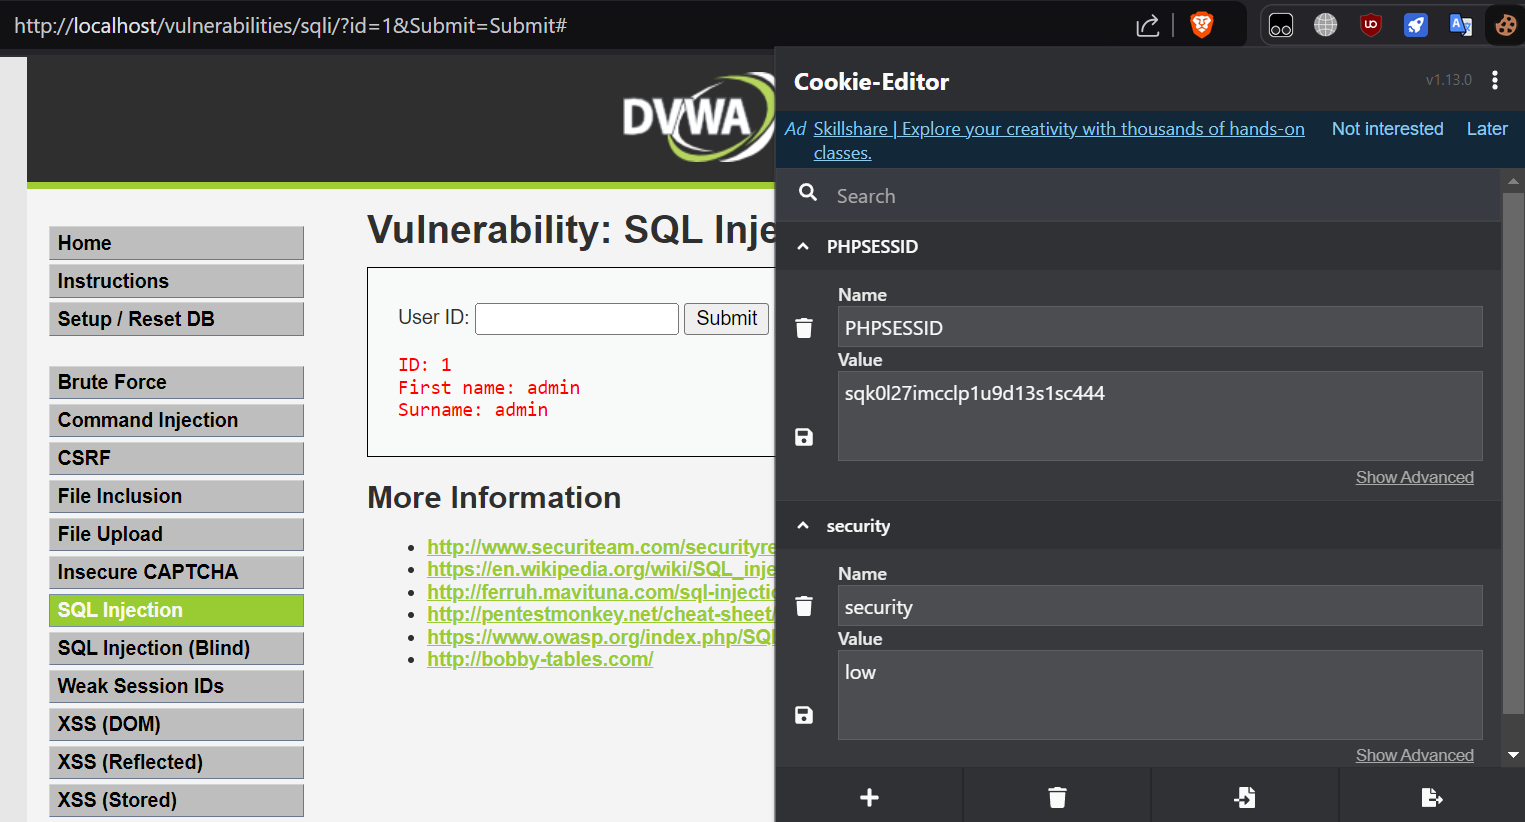 http://localhost/vulnerabilities/sqli/?id=1&Submit=Submit#
DVWA
Home
Instructions
Setup / Reset DB
Brute Force
Command Injection
CSRF
File Inclusion
File Upload
Insecure CAPTCHA
SQL Injection
SQL Injection (Blind)
Weak Session IDs
XSS (DOM)
XSS (Reflected)
XSS (Stored)
Vulnerability: SQL Inje
User ID:
Submit
ID: 1
First name: admin
Surname: admin
More Information
http://www.securiteam.com/securityre
https://en.wikipedia.org/wiki/SQL_inje
http://ferruh.mavituna.com/sql-injectio
http://pentestmonkey.net/cheat-sheet/
https://www.owasp.org/index.php/SQL
http://bobby-tables.com/
Cookie-Editor
v1.13.0
Ad Skillshare | Explore your creativity with thousands of hands-on
classes.
Not interested
Later
Search
PHPSESSID
Name
PHPSESSID
Value
sqk0l27imcclp1u9d13s1sc444
Show Advanced
security
Name
security
Value
low
Show Advanced